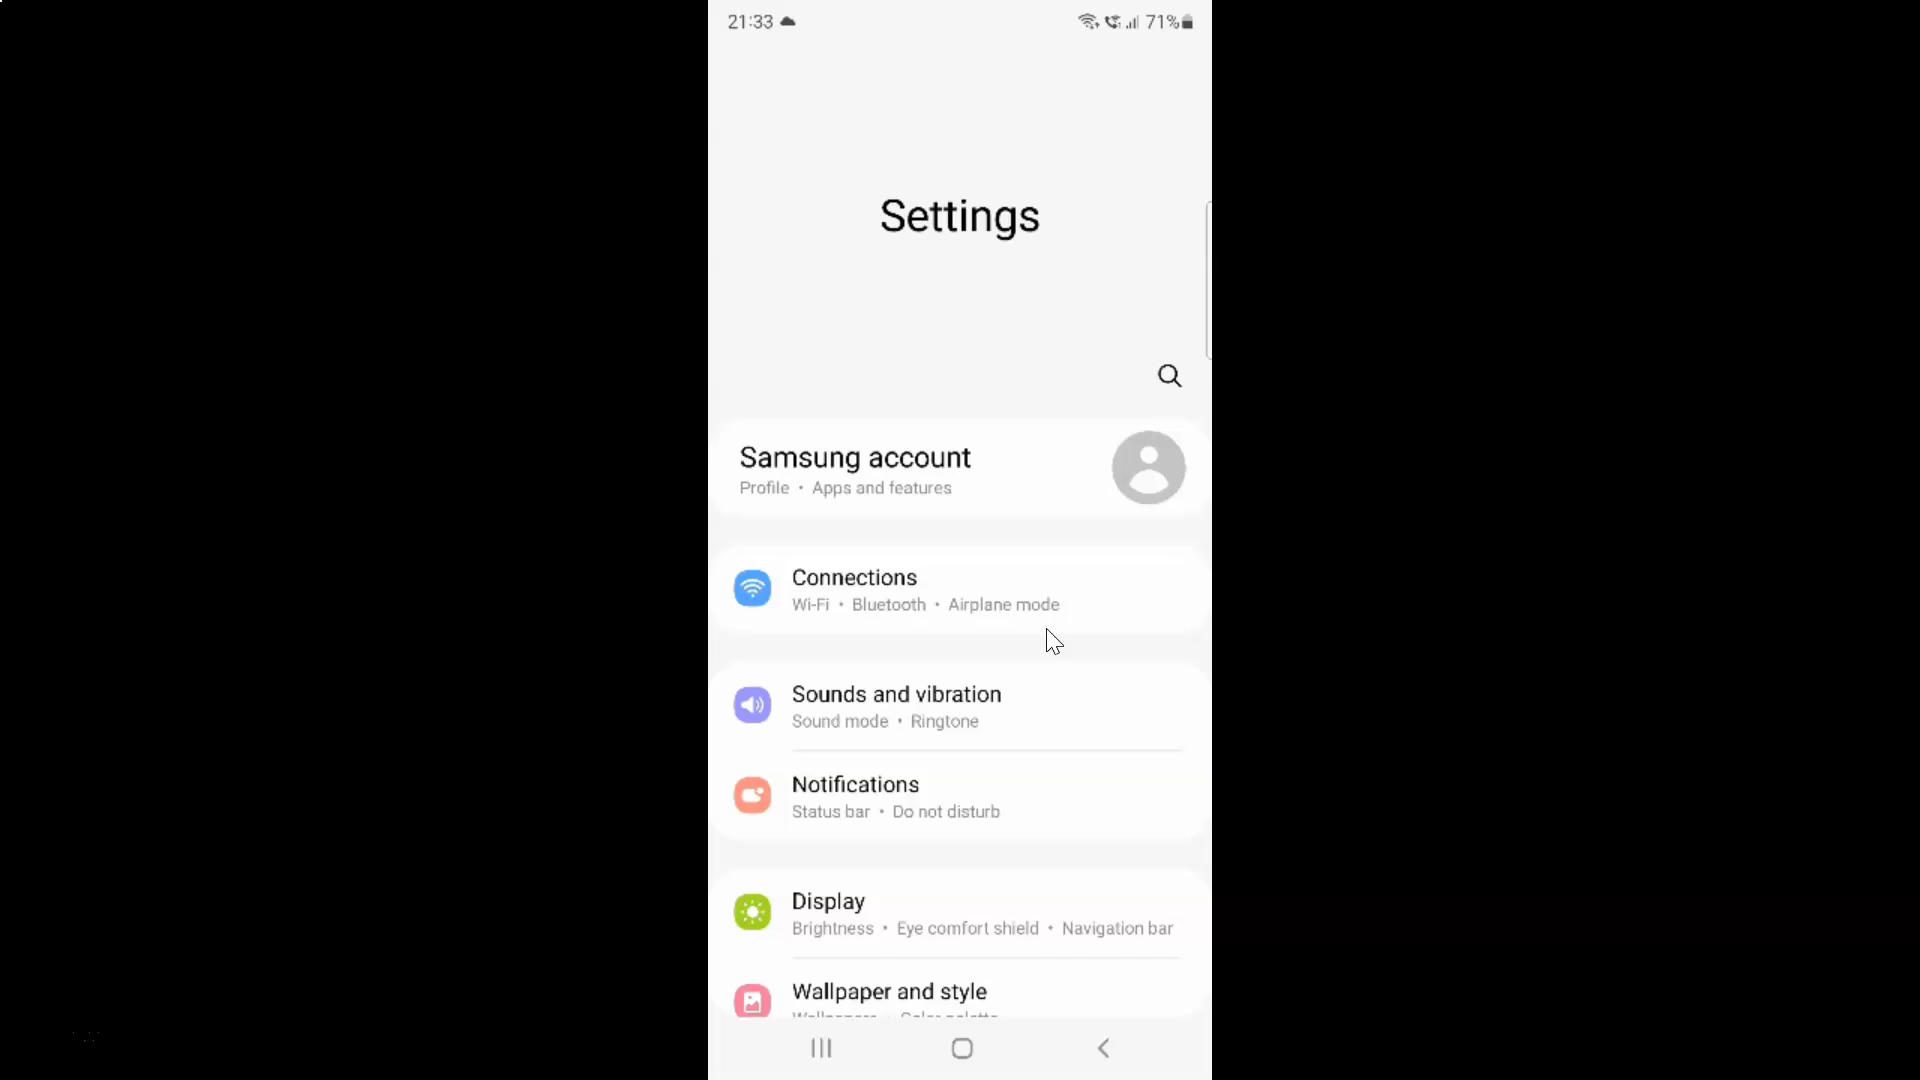 21:33 71%
Settings
Samsung account
Profile • Apps and features
Connections
Wi-Fi • Bluetooth • Airplane mode
Sounds and vibration
Sound mode • Ringtone
Notifications
Status bar • Do not disturb
Display
Brightness • Eye comfort shield • Navigation bar
Wallpaper and style